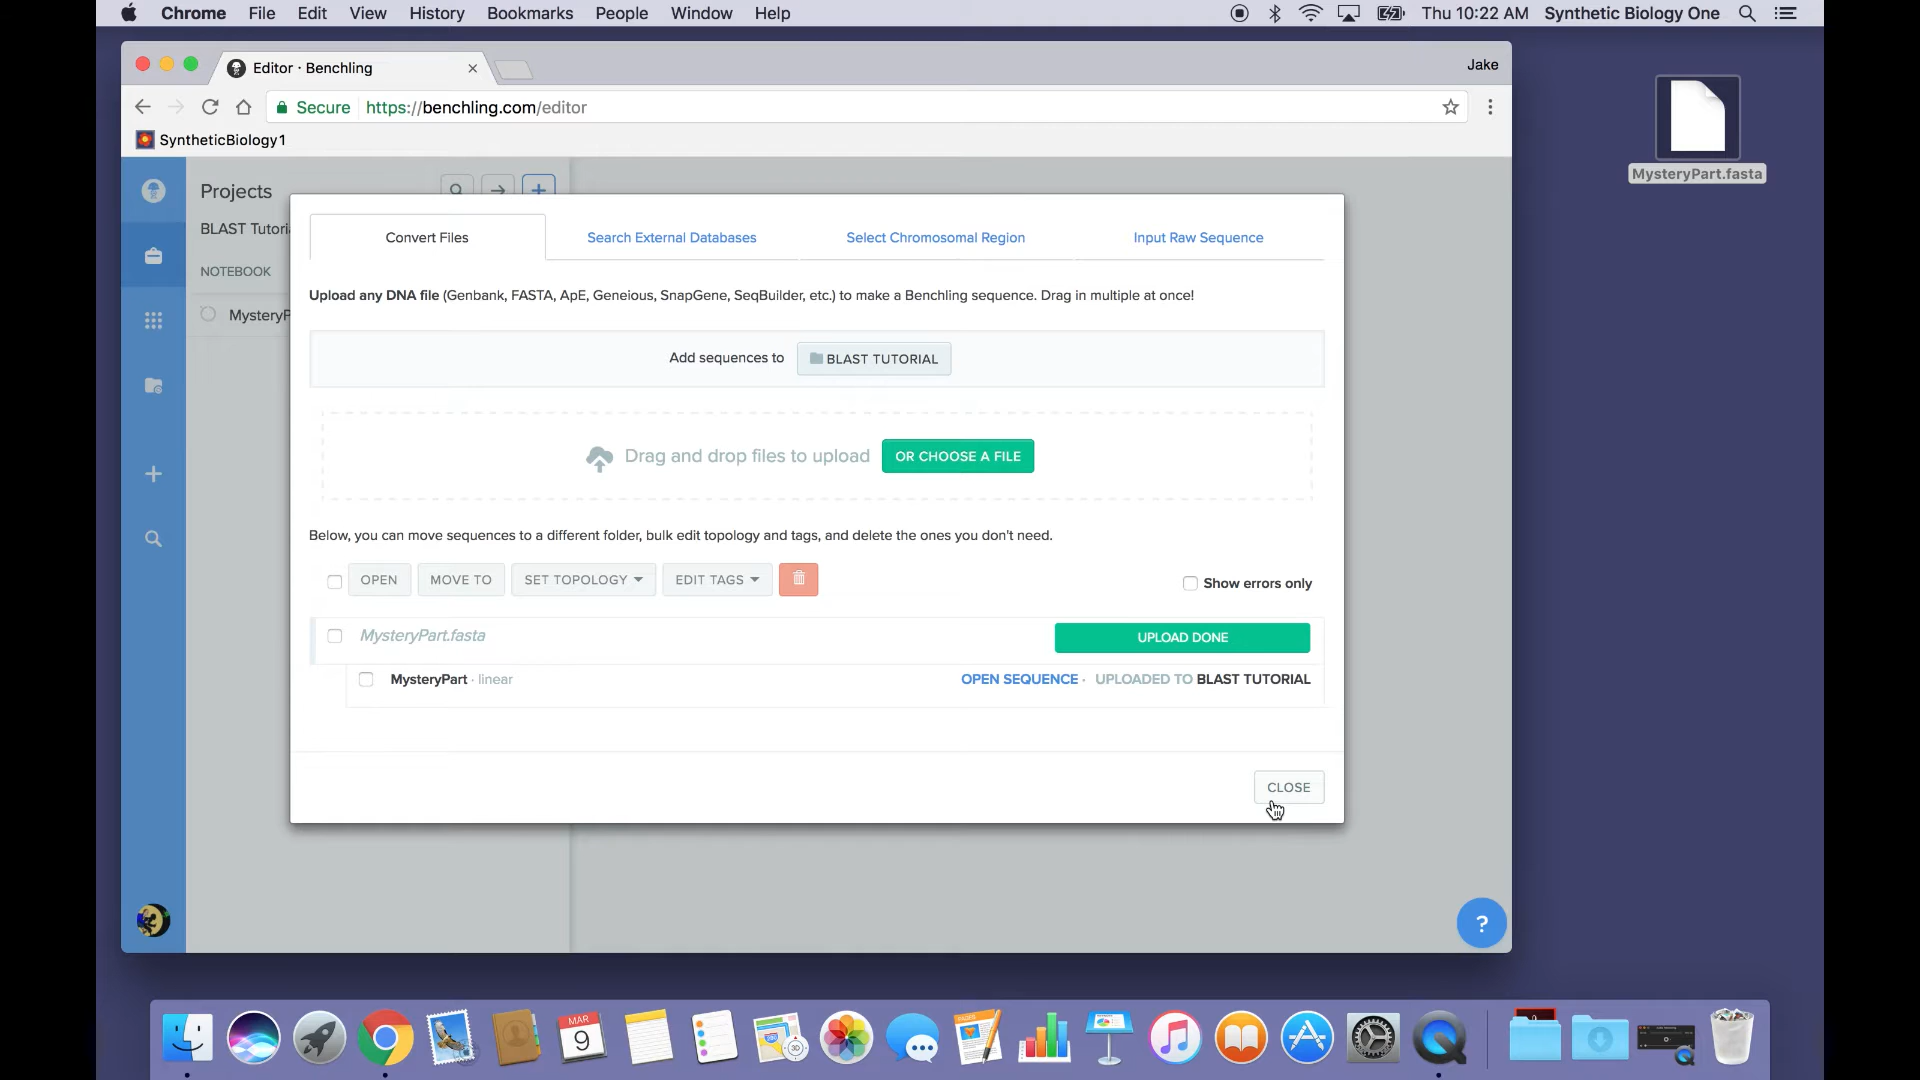 Chrome File Edit View History Bookmarks People Window Help Thu 10:22 AM Synthetic Biology One
Editor · Benchling Jake
Secure https://benchling.com/editor
SyntheticBiology1
MysteryPart.fasta
Projects
BLAST Tutori
NOTEBOOK
MysteryP
Convert Files Search External Databases Select Chromosomal Region Input Raw Sequence
Upload any DNA file (Genbank, FASTA, ApE, Geneious, SnapGene, SeqBuilder, etc.) to make a Benchling sequence. Drag in multiple at once!
Add sequences to BLAST TUTORIAL
Drag and drop files to upload OR CHOOSE A FILE
Below, you can move sequences to a different folder, bulk edit topology and tags, and delete the ones you don't need.
OPEN MOVE TO SET TOPOLOGY EDIT TAGS Show errors only
MysteryPart.fasta UPLOAD DONE
MysteryPart · linear OPEN SEQUENCE · UPLOADED TO BLAST TUTORIAL
CLOSE
?
MAR
9